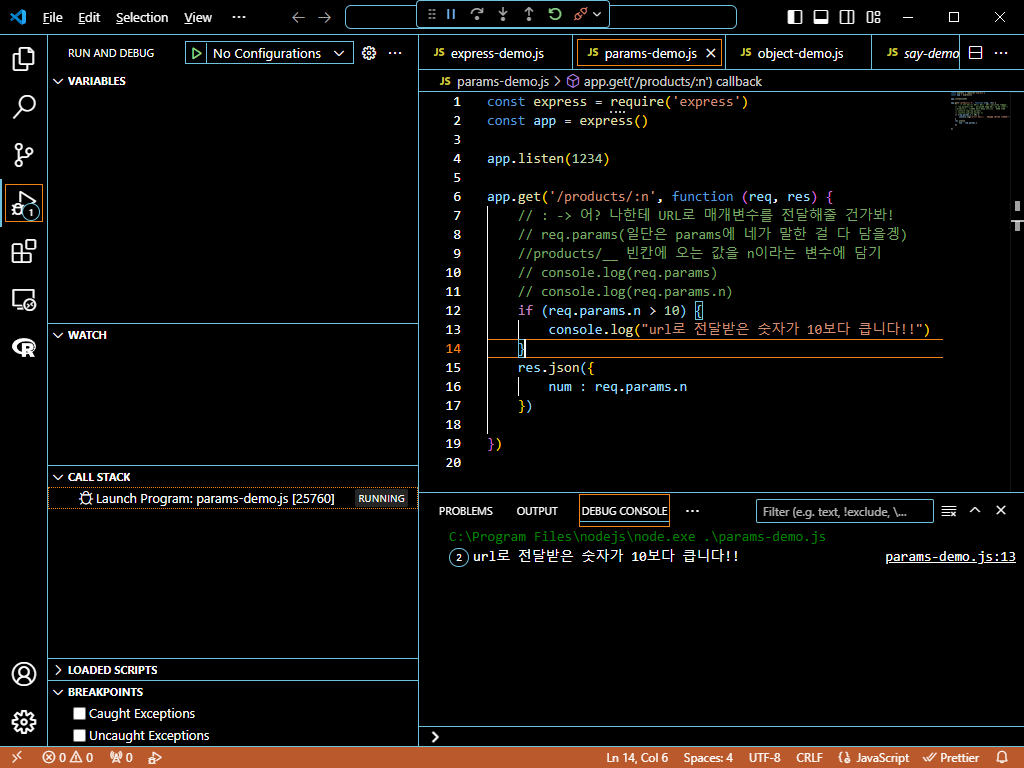 File Edit Selection View ···
RUN AND DEBUG No Configurations ···
VARIABLES
WATCH
CALL STACK
Launch Program: params-demo.js [25760] RUNNING
LOADED SCRIPTS
BREAKPOINTS
Caught Exceptions
Uncaught Exceptions
1
JS express-demo.js JS params-demo.js JS object-demo.js JS say-demo ···
JS params-demo.js > app.get('/products/:n') callback
1 const express = require('express')
2 const app = express()
3
4 app.listen(1234)
5
6 app.get('/products/:n', function (req, res) {
7 // : -> 어? 나한테 URL로 매개변수를 전달해줄 건가봐!
8 // req.params(일단은 params에 네가 말한 걸 다 담을겡)
9 //products/__ 빈칸에 오는 값을 n이라는 변수에 담기
10 // console.log(req.params)
11 // console.log(req.params.n)
12 if (req.params.n > 10) {
13 console.log("url로 전달받은 숫자가 10보다 큽니다!!")
14 }
15 res.json({
16 num : req.params.n
17 })
18
19 })
20
PROBLEMS OUTPUT DEBUG CONSOLE ··· Filter (e.g. text, !exclude, \...
C:\Program Files\nodejs\node.exe .\params-demo.js
2 url로 전달받은 숫자가 10보다 큽니다!! params-demo.js:13
0 0 0 Ln 14, Col 6 Spaces: 4 UTF-8 CRLF JavaScript Prettier